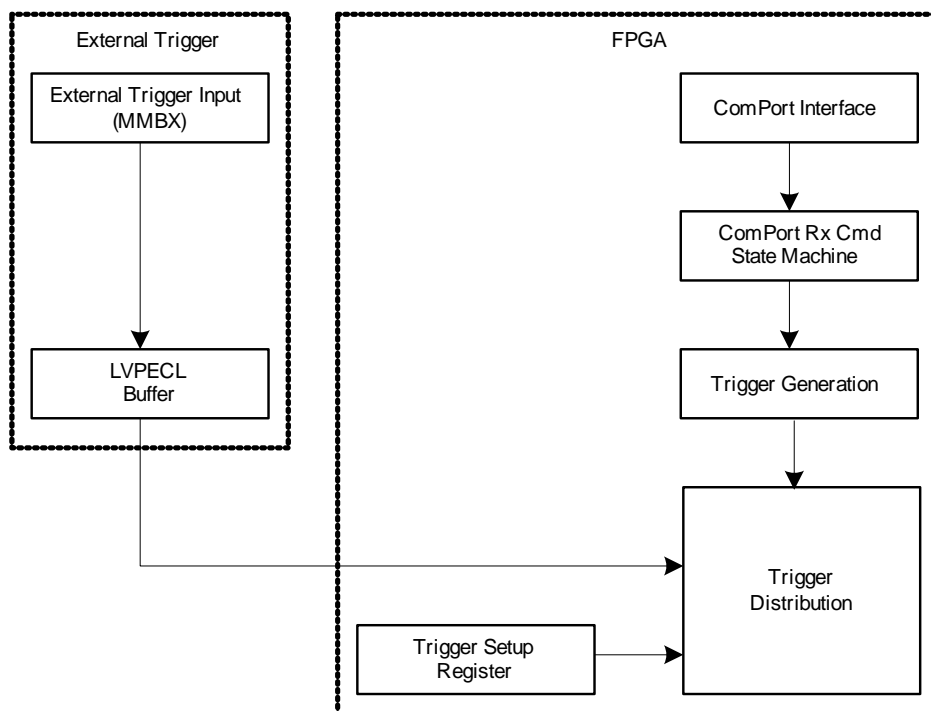 External Trigger
FPGA
External Trigger Input
(MMBX)
ComPort Interface
ComPort Rx Cmd
State Machine
LVPECL
Buffer
Trigger Generation
Trigger
Distribution
Trigger Setup
Register